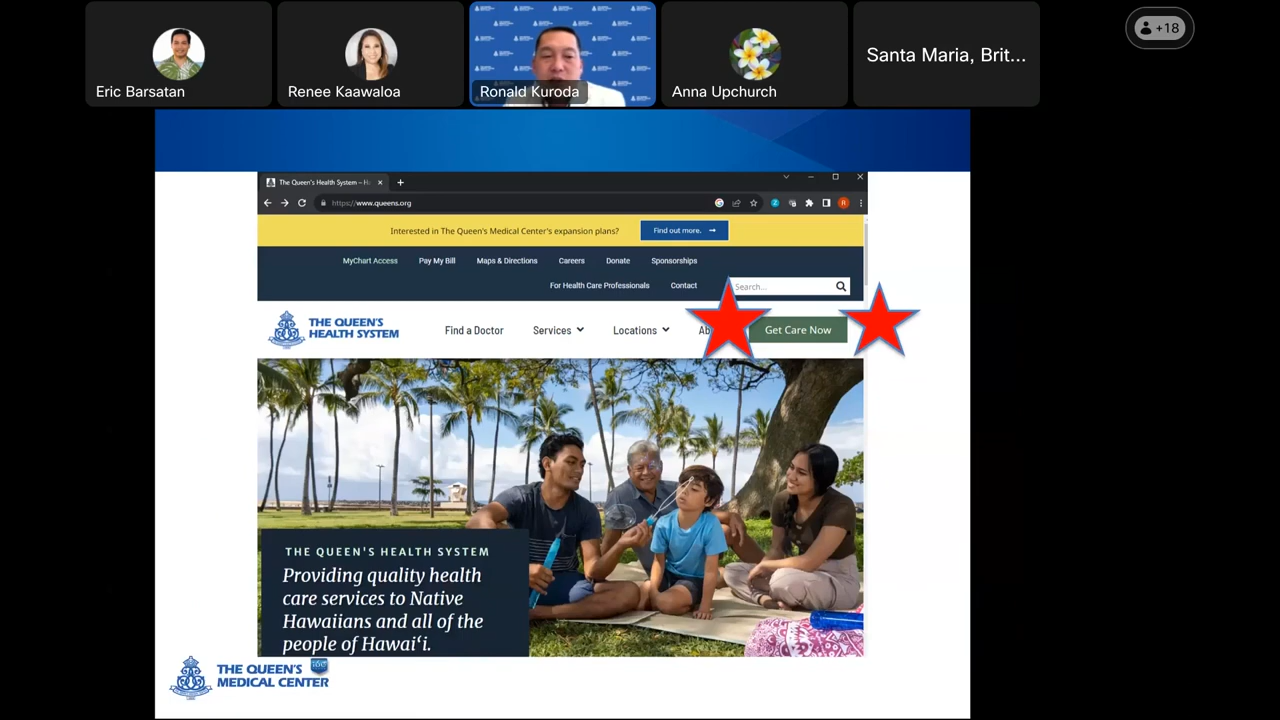 Eric Barsatan
Renee Kaawaloa
Ronald Kuroda
Anna Upchurch
Santa Maria, Brit...
+18
The Queen's Health System – H
https://www.queens.org
Interested in The Queen's Medical Center's expansion plans?
Find out more.
MyChart Access
Pay My Bill
Maps & Directions
Careers
Donate
Sponsorships
For Health Care Professionals
Contact
Search...
THE QUEEN'S
HEALTH SYSTEM
Find a Doctor
Services
Locations
Ab
Get Care Now
THE QUEEN'S HEALTH SYSTEM
Providing quality health
care services to Native
Hawaiians and all of the
people of Hawaiʻi.
THE QUEEN'S
MEDICAL CENTER